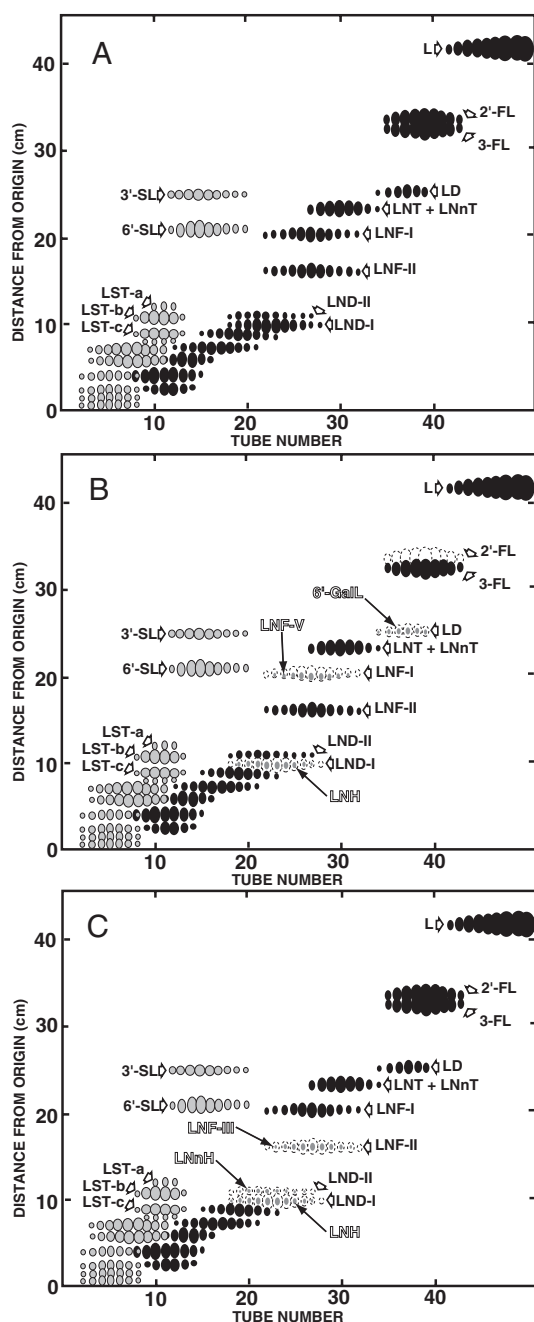 A
DISTANCE FROM ORIGIN (cm)
40
30
20
10
0
L
2'-FL
3-FL
3'-SL
LD
LNT + LNnT
6'-SL
LNF-I
LNF-II
LST-a
LST-b
LST-c
LND-II
LND-I
10 20 30 40
TUBE NUMBER
B
DISTANCE FROM ORIGIN (cm)
40
30
20
10
0
L
2'-FL
3-FL
6'-GalL
LNF-V
3'-SL
LD
LNT + LNnT
6'-SL
LNF-I
LNF-II
LST-a
LST-b
LST-c
LND-II
LND-I
LNH
10 20 30 40
TUBE NUMBER
C
DISTANCE FROM ORIGIN (cm)
40
30
20
10
0
L
2'-FL
3-FL
3'-SL
LD
LNT + LNnT
6'-SL
LNF-I
LNF-III
LNF-II
LNnH
LST-a
LST-b
LST-c
LND-II
LND-I
LNH
10 20 30 40
TUBE NUMBER